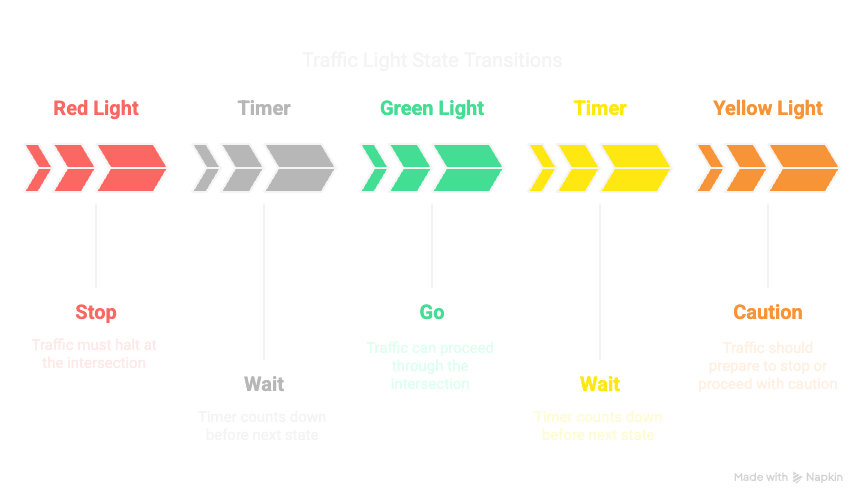 Traffic Light State Transitions
Red Light
Timer
Green Light
Timer
Yellow Light
Stop
Traffic must halt at
the intersection
Wait
Timer counts down
before next state
Go
Traffic can proceed
through the
intersection
Wait
Timer counts down
before next state
Caution
Traffic should
prepare to stop or
proceed with caution
Made with Napkin